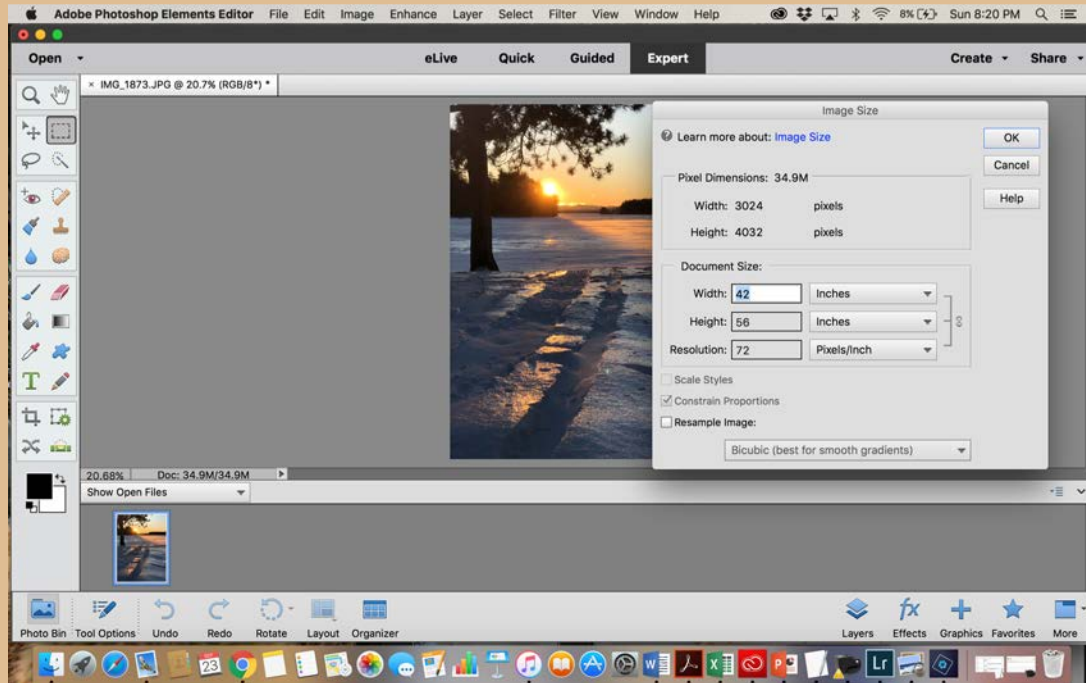 Adobe Photoshop Elements Editor File Edit Image Enhance Layer Select Filter View Window Help 8% Sun 8:20 PM
Open eLive Quick Guided Expert Create Share
× IMG_1873.JPG @ 20.7% (RGB/8*) *
Image Size
Learn more about: Image Size
OK
Cancel
Help
Pixel Dimensions: 34.9M
Width: 3024 pixels
Height: 4032 pixels
Document Size:
Width: 42 Inches
Height: 56 Inches
Resolution: 72 Pixels/Inch
Scale Styles
Constrain Proportions
Resample Image:
Bicubic (best for smooth gradients)
T
20.68% Doc: 34.9M/34.9M
Show Open Files
fx
Photo Bin Tool Options Undo Redo Rotate Layout Organizer Layers Effects Graphics Favorites More
23 W X P Lr